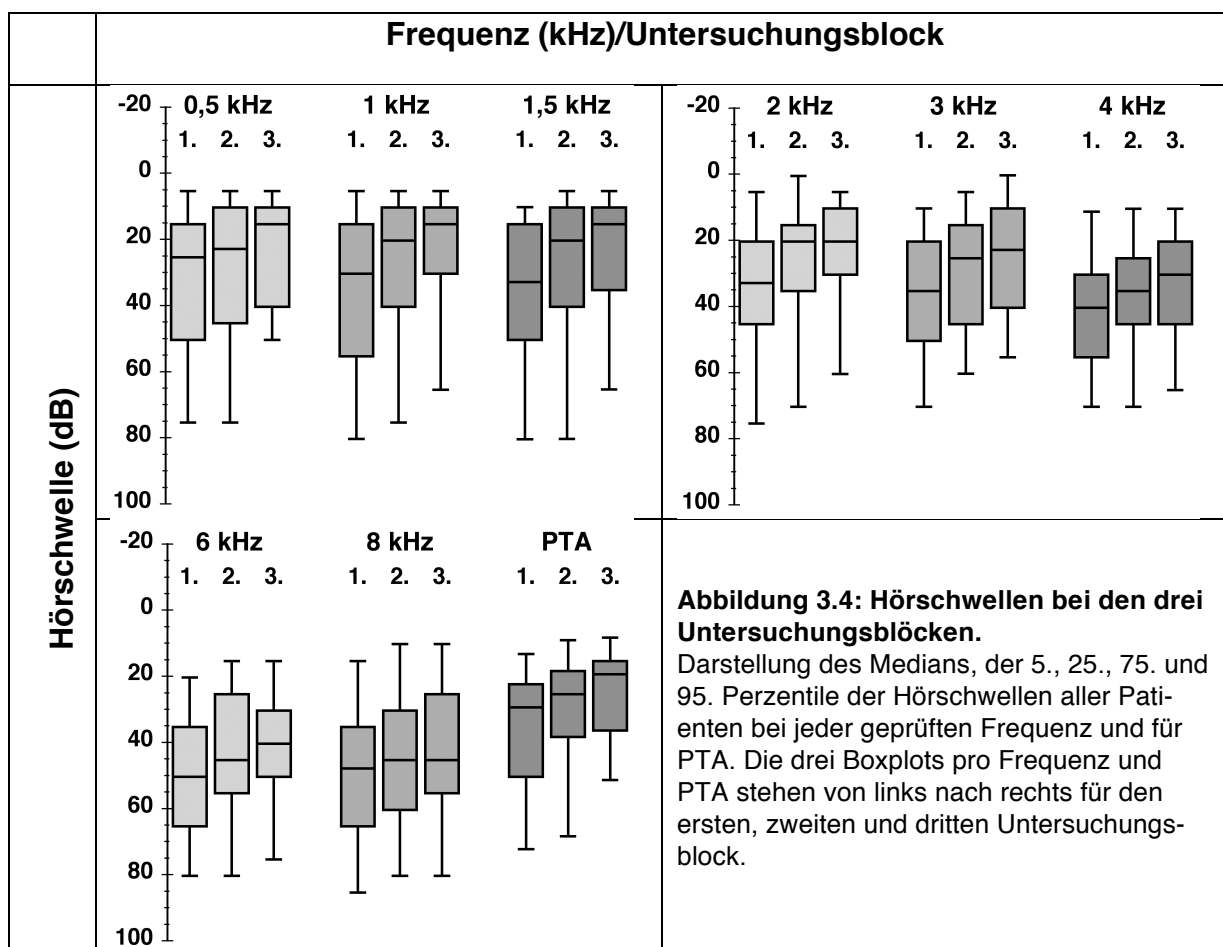 Frequenz (kHz)/Untersuchungsblock
Hörschwelle (dB)
0,5 kHz 1 kHz 1,5 kHz
1. 2. 3. 1. 2. 3. 1. 2. 3.
-20
0
20
40
60
80
100
2 kHz 3 kHz 4 kHz
1. 2. 3. 1. 2. 3. 1. 2. 3.
-20
0
20
40
60
80
100
6 kHz 8 kHz PTA
1. 2. 3. 1. 2. 3. 1. 2. 3.
-20
0
20
40
60
80
100
Abbildung 3.4: Hörschwellen bei den drei
Untersuchungsblöcken.
Darstellung des Medians, der 5., 25., 75. und
95. Perzentile der Hörschwellen aller Pati-
enten bei jeder geprüften Frequenz und für
PTA. Die drei Boxplots pro Frequenz und
PTA stehen von links nach rechts für den
ersten, zweiten und dritten Untersuchungs-
block.